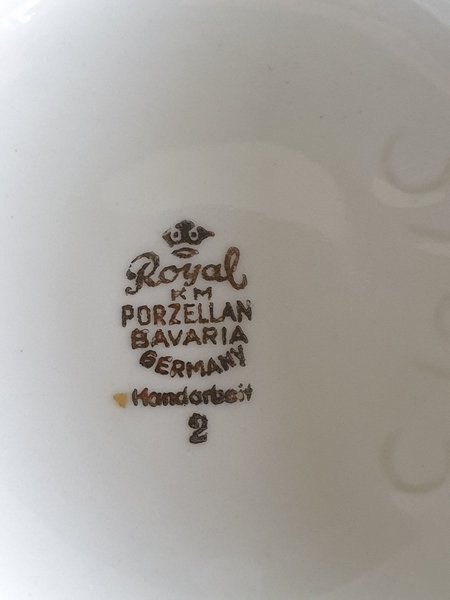 Royal
KM
PORZELLAN
BAVARIA
GERMANY
Handarbeit
2